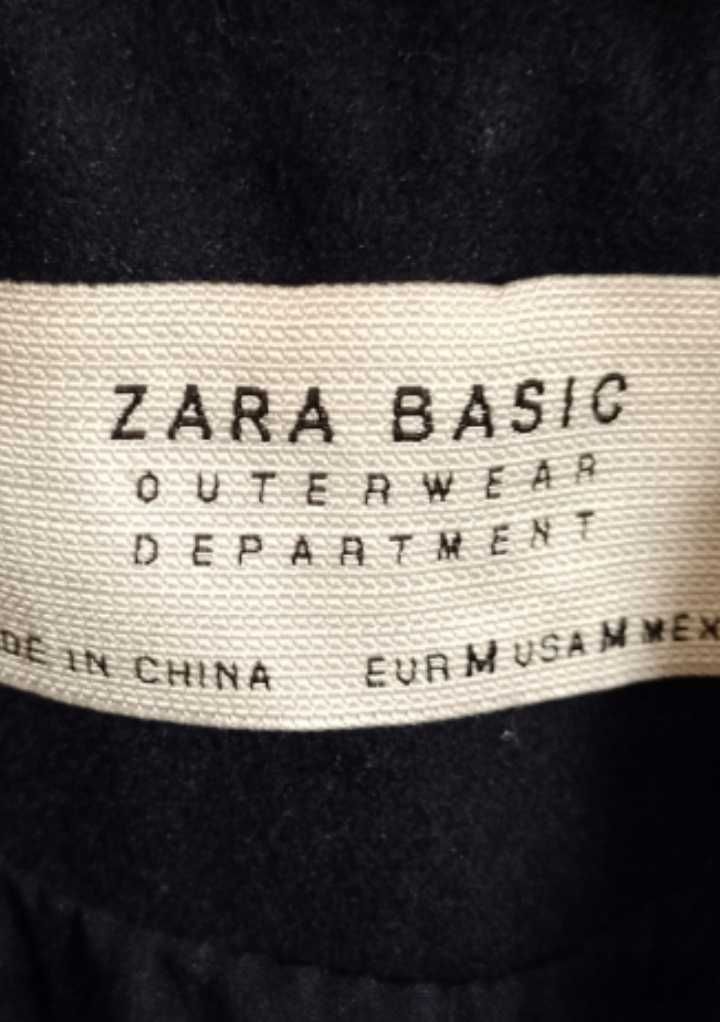 ZARA BASIC
OUTERWEAR
DEPARTMENT
DE IN CHINA EUR M USA M MEX